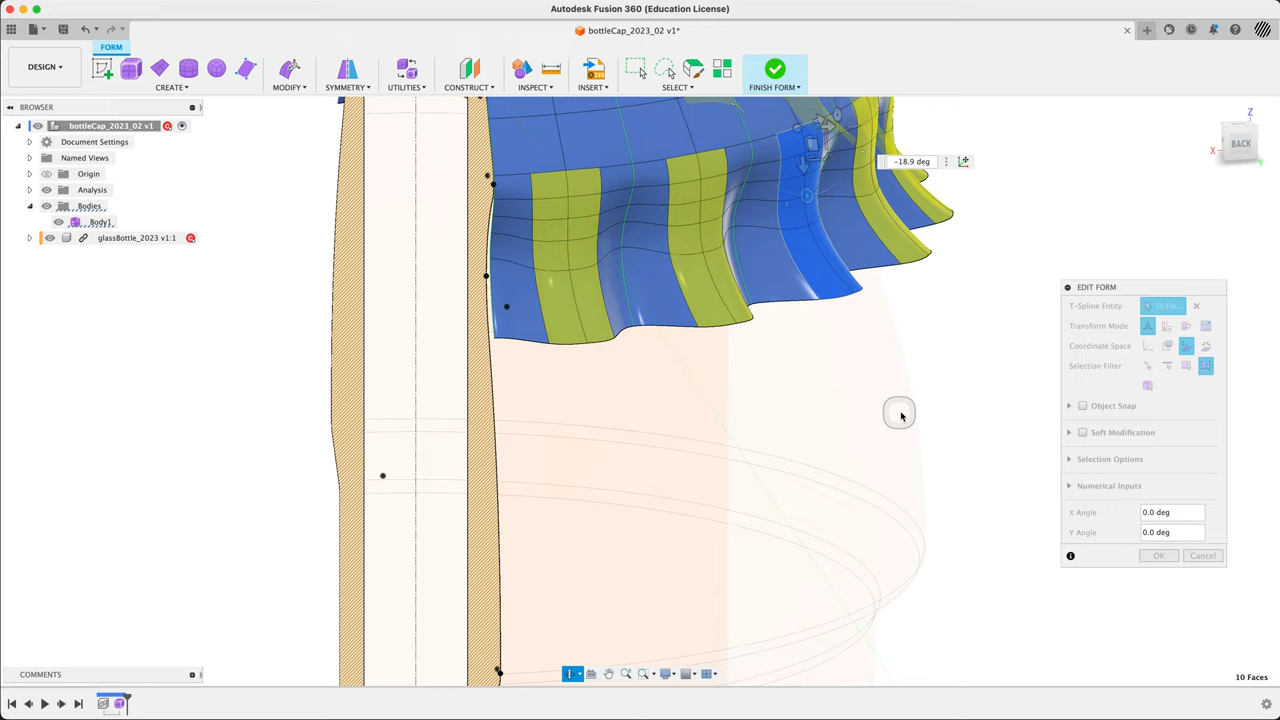 Autodesk Fusion 360 (Education License)
bottleCap_2023_02 v1*
FORM
DESIGN
CREATE
MODIFY
SYMMETRY
UTILITIES
CONSTRUCT
INSPECT
INSERT
SELECT
FINISH FORM
BROWSER
bottleCap_2023_02 v1
Document Settings
Named Views
Origin
Analysis
Bodies
Body1
glassBottle_2023 v1:1
-18.9 deg
Z
BACK
X
EDIT FORM
T-Spline Entity
10 Fac
Transform Mode
Coordinate Space
Selection Filter
Object Snap
Soft Modification
Selection Options
Numerical Inputs
X Angle 0.0 deg
Y Angle 0.0 deg
OK Cancel
COMMENTS
10 Faces